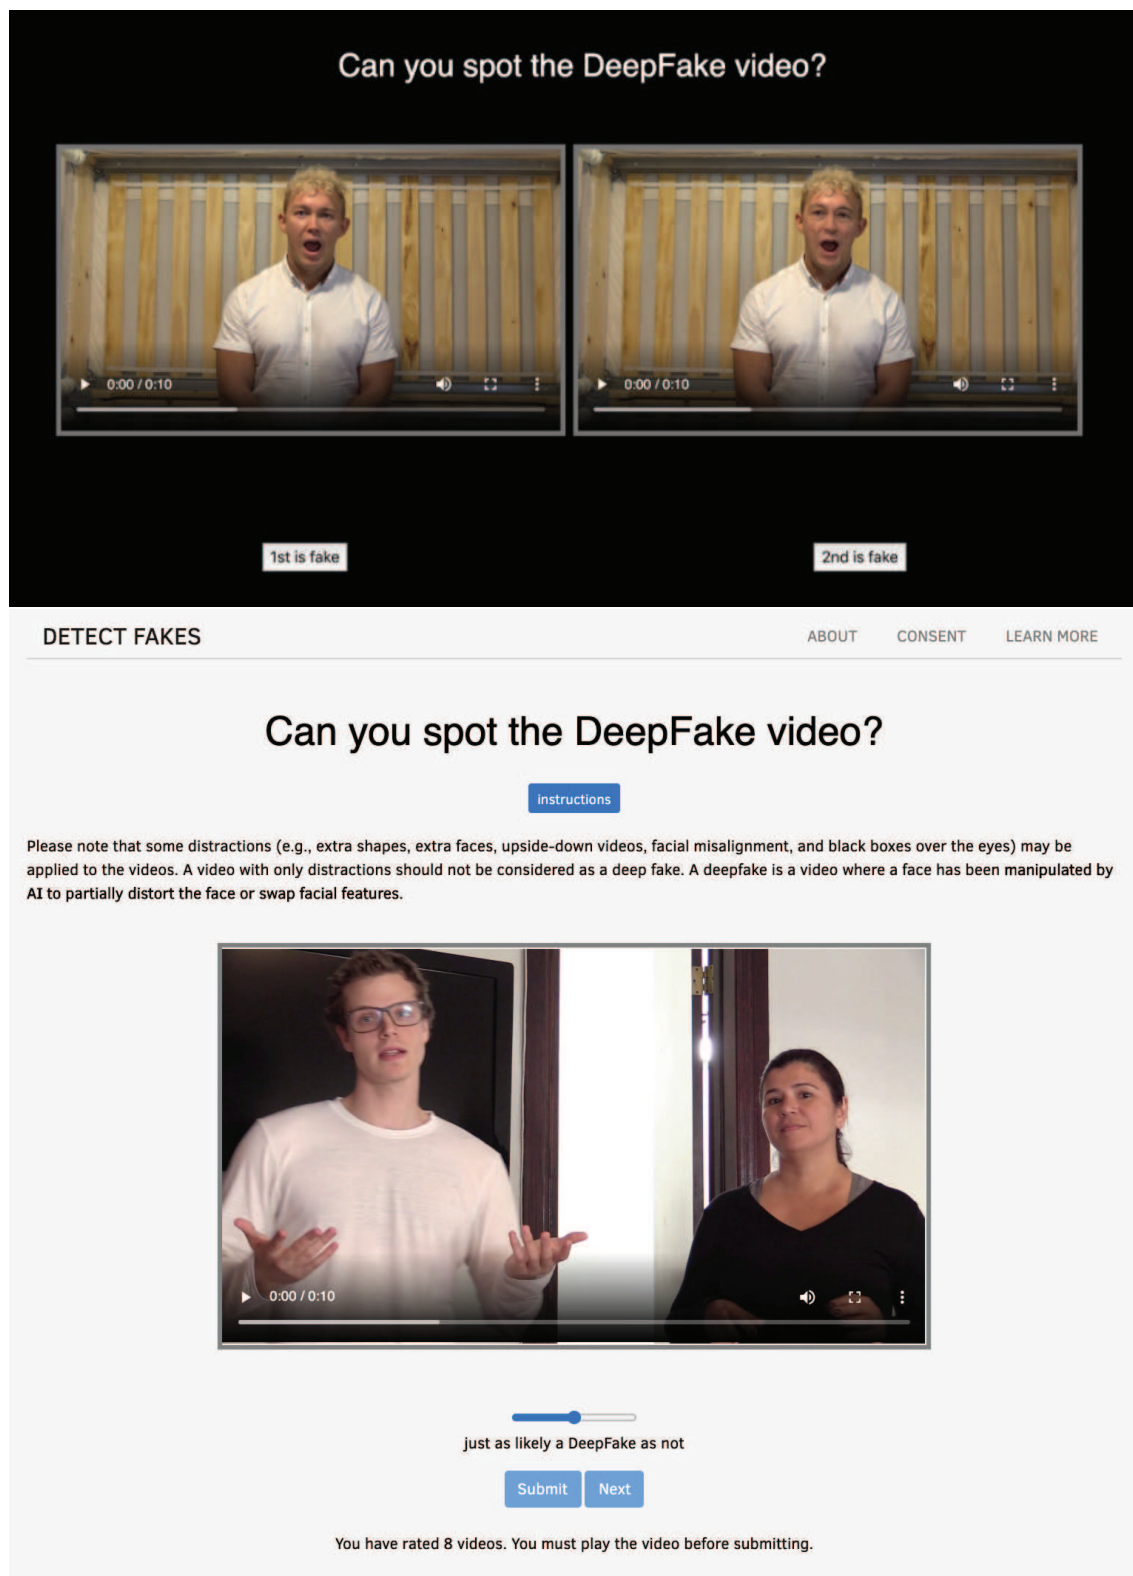 Can you spot the DeepFake video?
0:00 / 0:10
0:00 / 0:10
1st is fake
2nd is fake
DETECT FAKES
ABOUT
CONSENT
LEARN MORE
Can you spot the DeepFake video?
instructions
Please note that some distractions (e.g., extra shapes, extra faces, upside-down videos, facial misalignment, and black boxes over the eyes) may be
applied to the videos. A video with only distractions should not be considered as a deep fake. A deepfake is a video where a face has been manipulated by
AI to partially distort the face or swap facial features.
0:00 / 0:10
just as likely a DeepFake as not
Submit
Next
You have rated 8 videos. You must play the video before submitting.